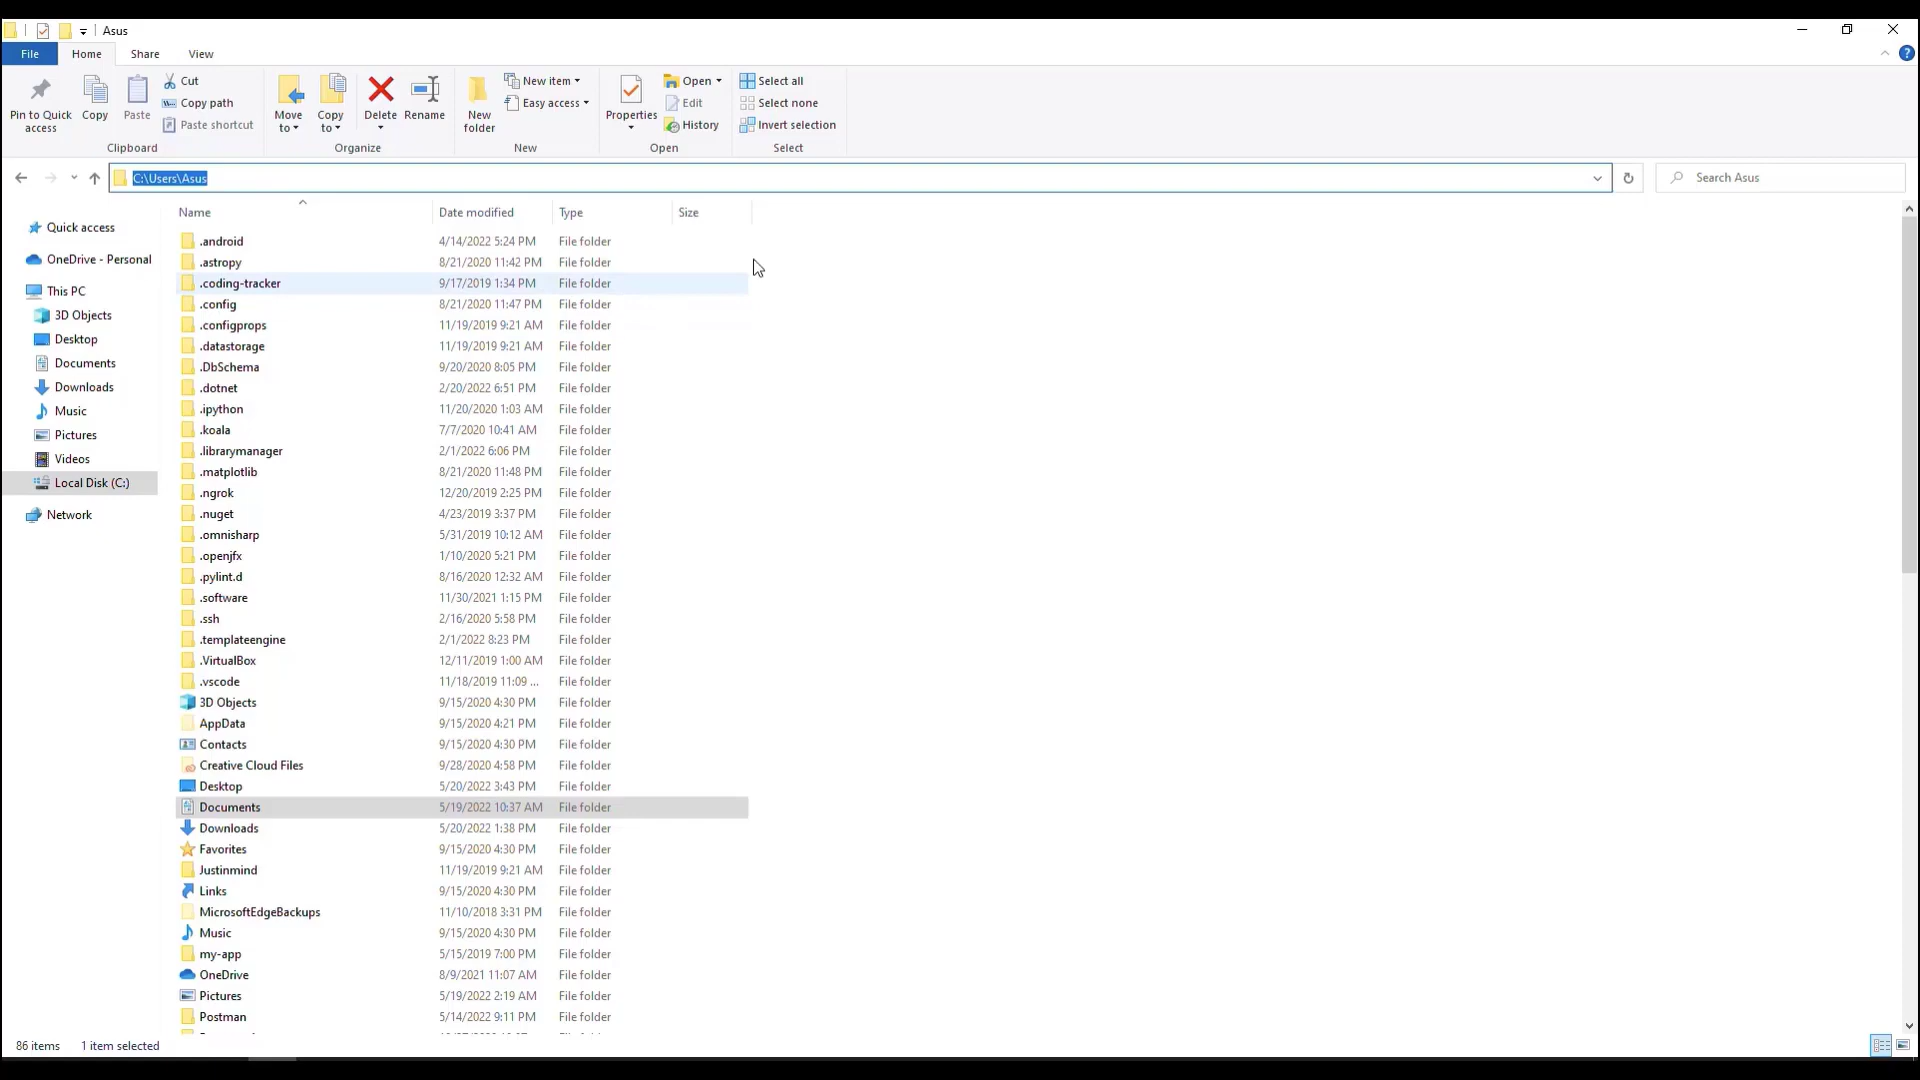 Asus
File Home Share View
Pin to Quick access
Copy
Paste
Cut
Copy path
Paste shortcut
Clipboard
Move to
Copy to
Delete
Rename
Organize
New folder
New item
Easy access
New
Properties
Open
Edit
History
Open
Select all
Select none
Invert selection
Select
C:\Users\Asus
Search Asus
Quick access
OneDrive - Personal
This PC
3D Objects
Desktop
Documents
Downloads
Music
Pictures
Videos
Local Disk (C:)
Network
Name Date modified Type Size
.android 4/14/2022 5:24 PM File folder
.astropy 8/21/2020 11:42 PM File folder
.coding-tracker 9/17/2019 1:34 PM File folder
.config 8/21/2020 11:47 PM File folder
.configprops 11/19/2019 9:21 AM File folder
.datastorage 11/19/2019 9:21 AM File folder
.DbSchema 9/20/2020 8:05 PM File folder
.dotnet 2/20/2022 6:51 PM File folder
.ipython 11/20/2020 1:03 AM File folder
.koala 7/7/2020 10:41 AM File folder
.librarymanager 2/1/2022 6:06 PM File folder
.matplotlib 8/21/2020 11:48 PM File folder
.ngrok 12/20/2019 2:25 PM File folder
.nuget 4/23/2019 3:37 PM File folder
.omnisharp 5/31/2019 10:12 AM File folder
.openjfx 1/10/2020 5:21 PM File folder
.pylint.d 8/16/2020 12:32 AM File folder
.software 11/30/2021 1:15 PM File folder
.ssh 2/16/2020 5:58 PM File folder
.templateengine 2/1/2022 8:23 PM File folder
.VirtualBox 12/11/2019 1:00 AM File folder
.vscode 11/18/2019 11:09 ... File folder
3D Objects 9/15/2020 4:30 PM File folder
AppData 9/15/2020 4:21 PM File folder
Contacts 9/15/2020 4:30 PM File folder
Creative Cloud Files 9/28/2020 4:58 PM File folder
Desktop 5/20/2022 3:43 PM File folder
Documents 5/19/2022 10:37 AM File folder
Downloads 5/20/2022 1:38 PM File folder
Favorites 9/15/2020 4:30 PM File folder
Justinmind 11/19/2019 9:21 AM File folder
Links 9/15/2020 4:30 PM File folder
MicrosoftEdgeBackups 11/10/2018 3:31 PM File folder
Music 9/15/2020 4:30 PM File folder
my-app 5/15/2019 7:00 PM File folder
OneDrive 8/9/2021 11:07 AM File folder
Pictures 5/19/2022 2:19 AM File folder
Postman 5/14/2022 9:11 PM File folder
86 items 1 item selected